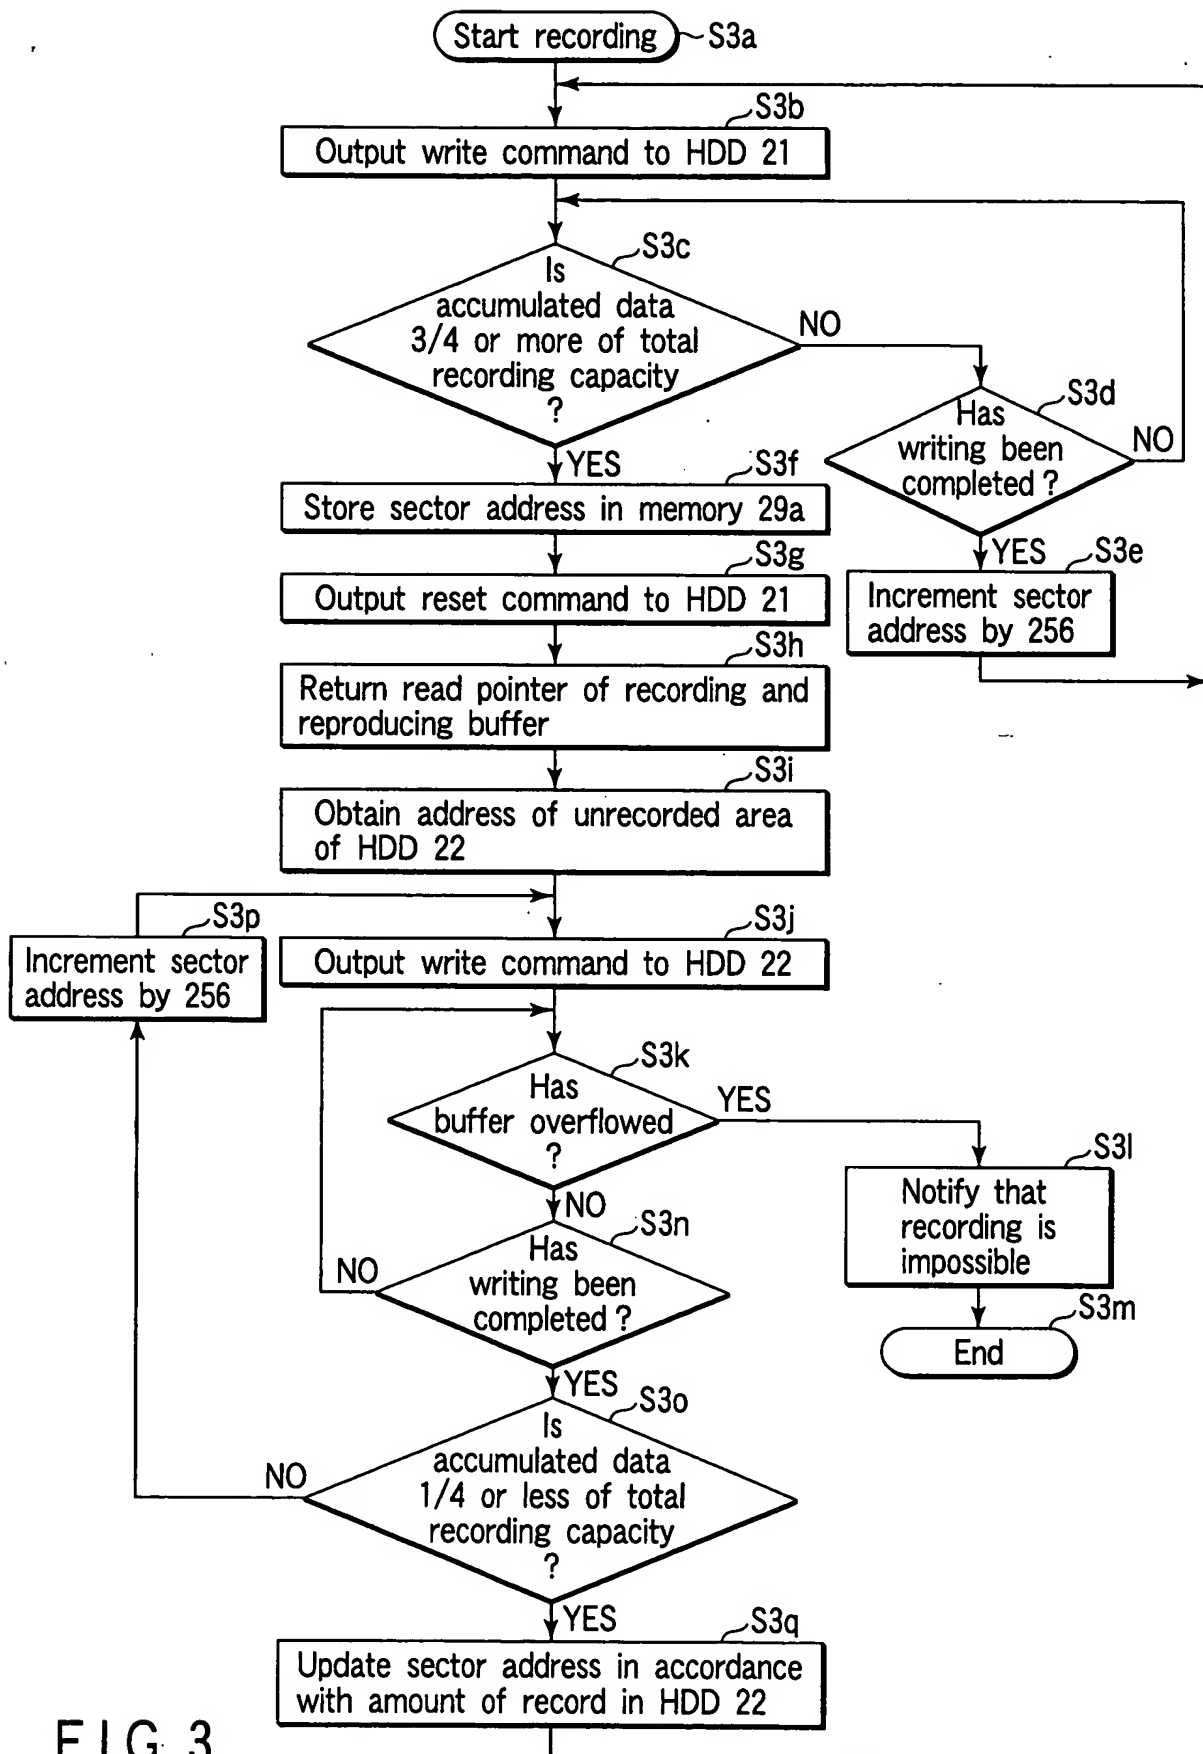 Start recording
S3a
S3b
Output write command to HDD 21
S3c
Is
accumulated data
3/4 or more of total
recording capacity
?
NO
S3d
Has
writing been
completed ?
NO
YES
S3f
Store sector address in memory 29a
YES
S3e
Increment sector
address by 256
S3g
Output reset command to HDD 21
S3h
Return read pointer of recording and
reproducing buffer
S3i
Obtain address of unrecorded area
of HDD 22
S3p
Increment sector
address by 256
S3j
Output write command to HDD 22
S3k
Has
buffer overflowed
?
YES
S3l
Notify that
recording is
impossible
S3m
End
NO
S3n
Has
writing been
completed ?
NO
YES
S3o
Is
accumulated data
1/4 or less of total
recording capacity
?
NO
YES
S3q
Update sector address in accordance
with amount of record in HDD 22
FIG. 3